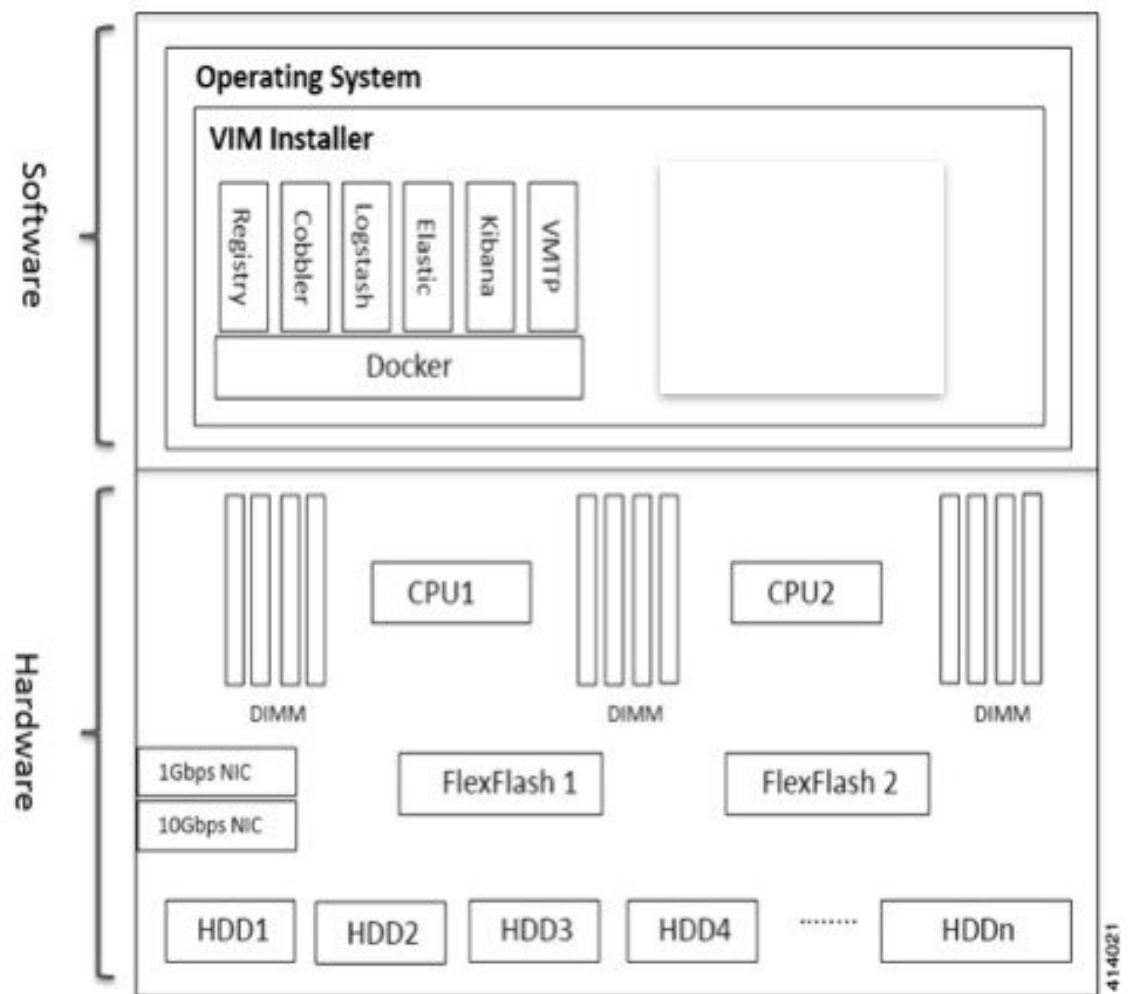 Software
Operating System
VIM Installer
Registry
Cobbler
Logstash
Elastic
Kibana
VMTP
Docker
Hardware
CPU1
CPU2
DIMM
DIMM
DIMM
1Gbps NIC
10Gbps NIC
FlexFlash 1
FlexFlash 2
HDD1
HDD2
HDD3
HDD4
........
HDDn
414021